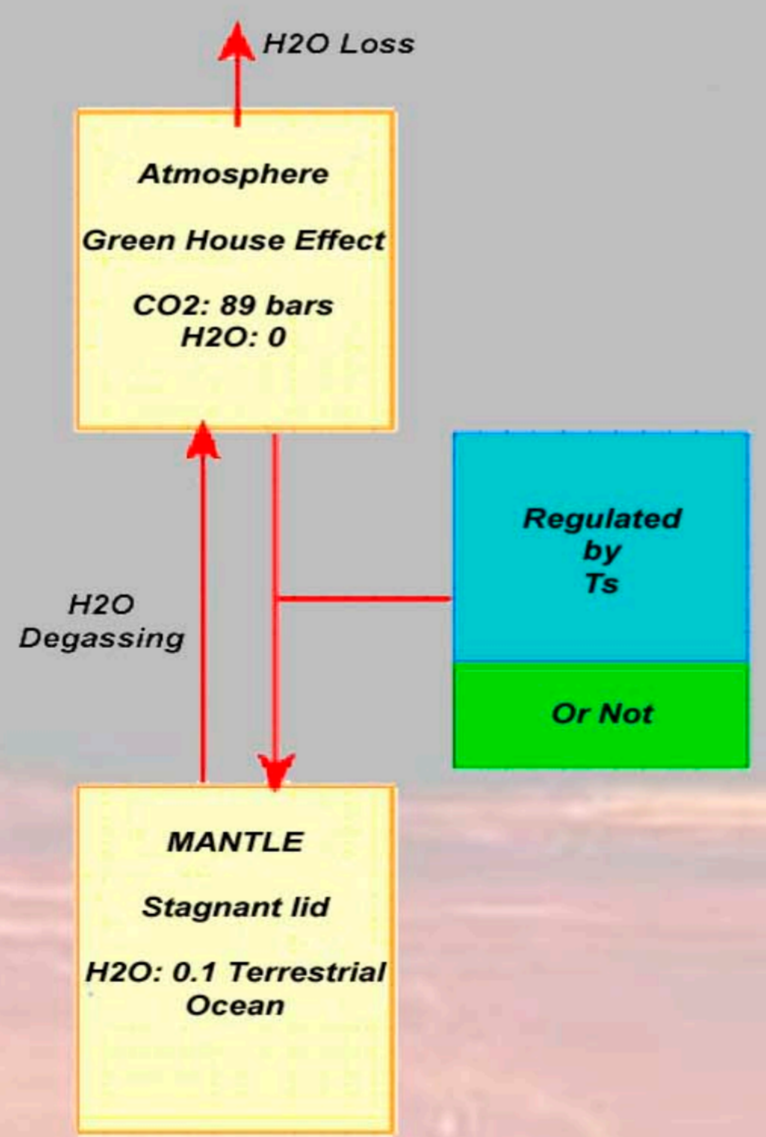 H2O Loss
Atmosphere
Green House Effect
CO2: 89 bars
H2O: 0
Regulated
by
Ts
H2O
Degassing
Or Not
MANTLE
Stagnant lid
H2O: 0.1 Terrestrial
Ocean